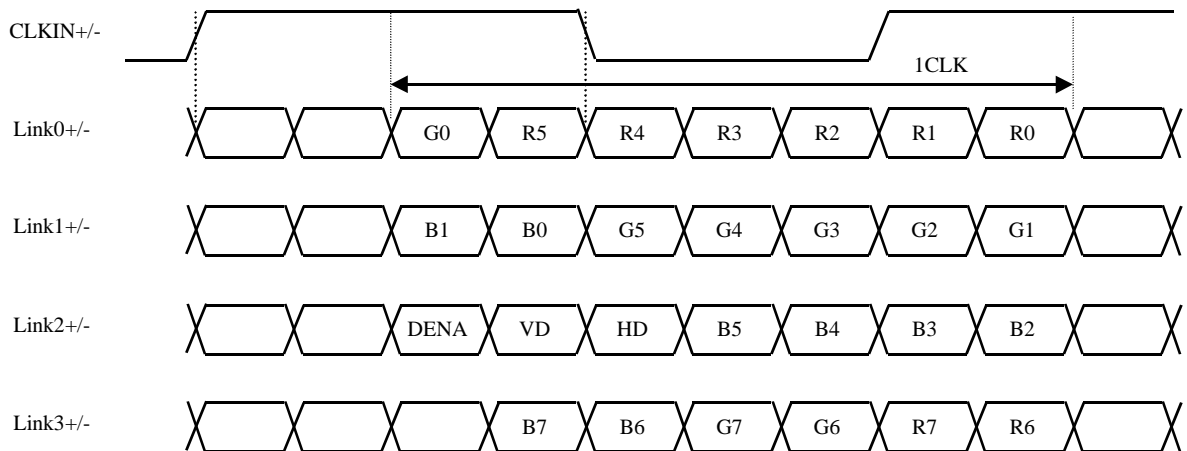 CLKIN+/-
1CLK
Link0+/- G0 R5 R4 R3 R2 R1 R0
Link1+/- B1 B0 G5 G4 G3 G2 G1
Link2+/- DENA VD HD B5 B4 B3 B2
Link3+/- B7 B6 G7 G6 R7 R6